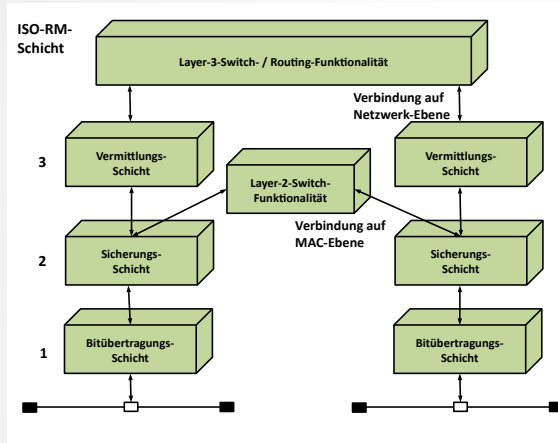 ISO-RM-
Schicht
Layer-3-Switch- / Routing-Funktionalität
Verbindung auf
Netzwerk-Ebene
3
Vermittlungs-
Schicht
Vermittlungs-
Schicht
Layer-2-Switch-
Funktionalität
Verbindung auf
MAC-Ebene
2
Sicherungs-
Schicht
Sicherungs-
Schicht
1
Bitübertragungs-
Schicht
Bitübertragungs-
Schicht